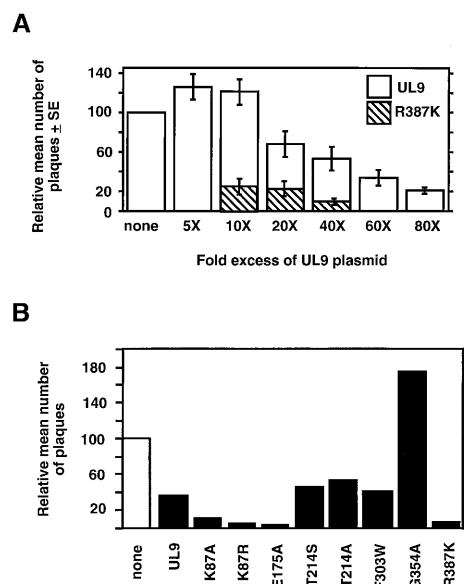 A
Relative mean number of
plaques ± SE
140
100
60
20
0
UL9
R387K
none 5X 10X 20X 40X 60X 80X
Fold excess of UL9 plasmid
B
Relative mean number
of plaques
180
140
100
60
20
none UL9 K87A K87R E175A T214S T214A F303W G354A R387K